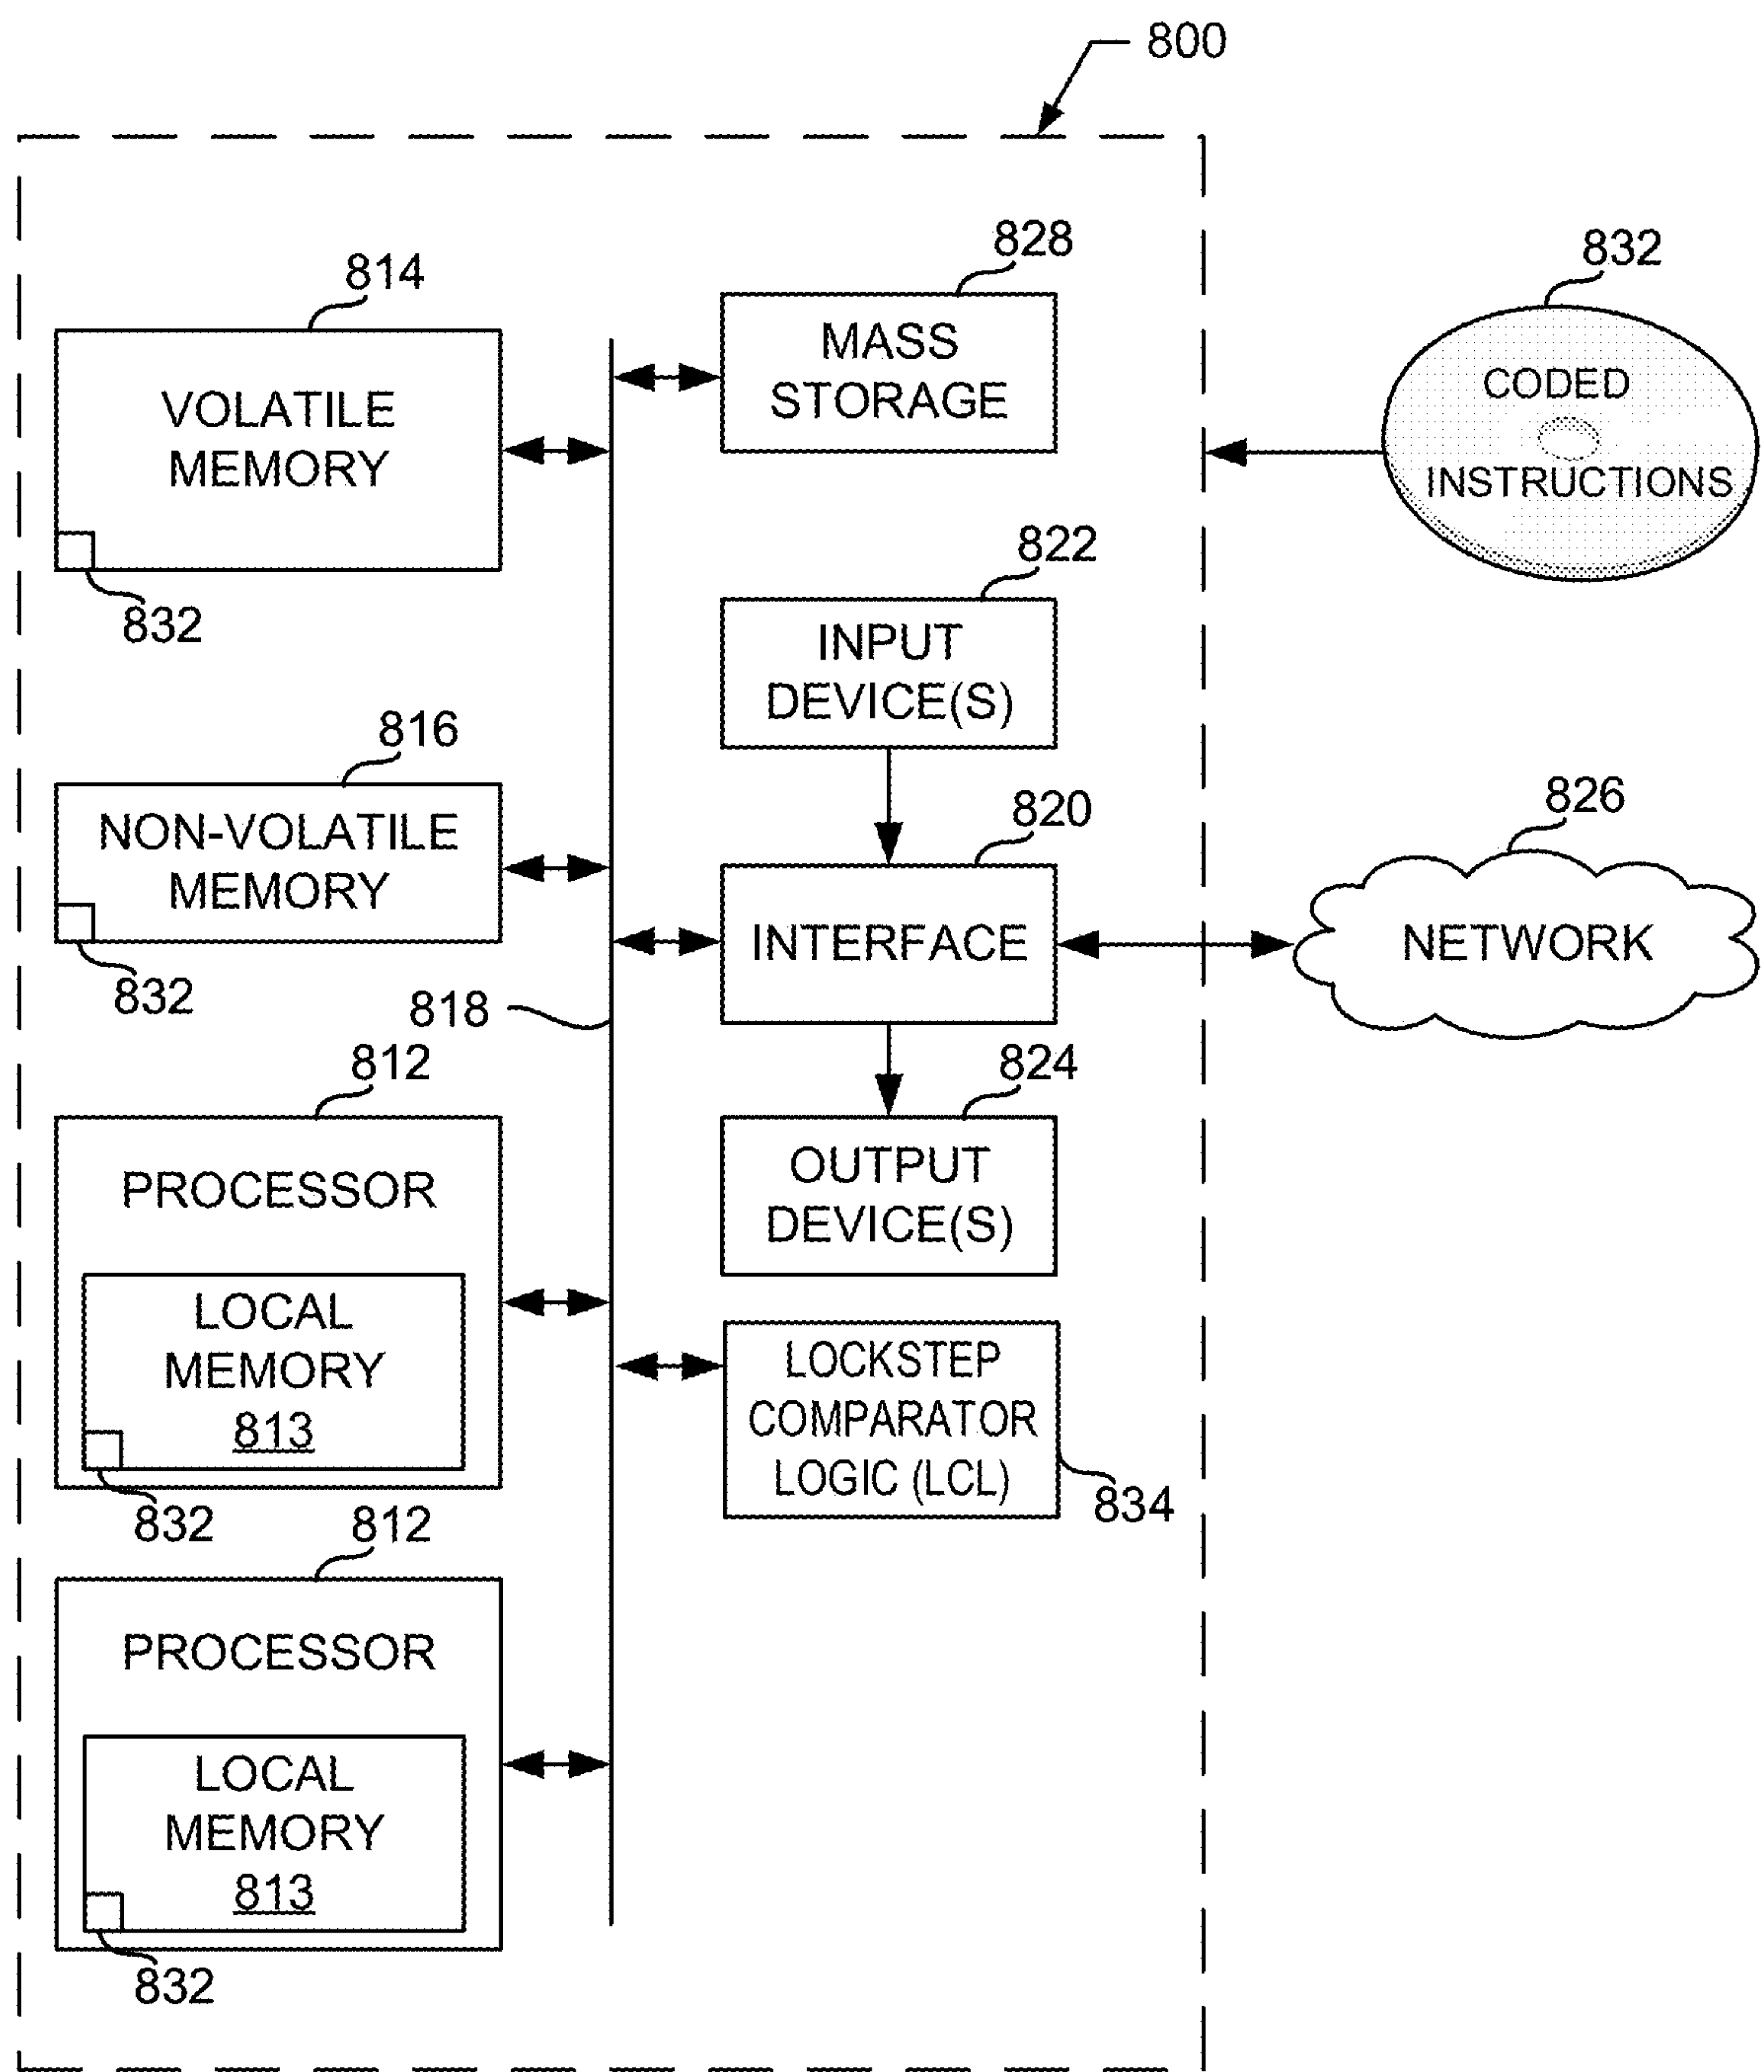 800
814
VOLATILE
MEMORY
832
828
MASS
STORAGE
832
CODED
INSTRUCTIONS
822
INPUT
DEVICE(S)
816
NON-VOLATILE
MEMORY
832
820
INTERFACE
826
NETWORK
818
812
PROCESSOR
LOCAL
MEMORY
813
832
824
OUTPUT
DEVICE(S)
LOCKSTEP
COMPARATOR
LOGIC (LCL)
834
812
PROCESSOR
LOCAL
MEMORY
813
832